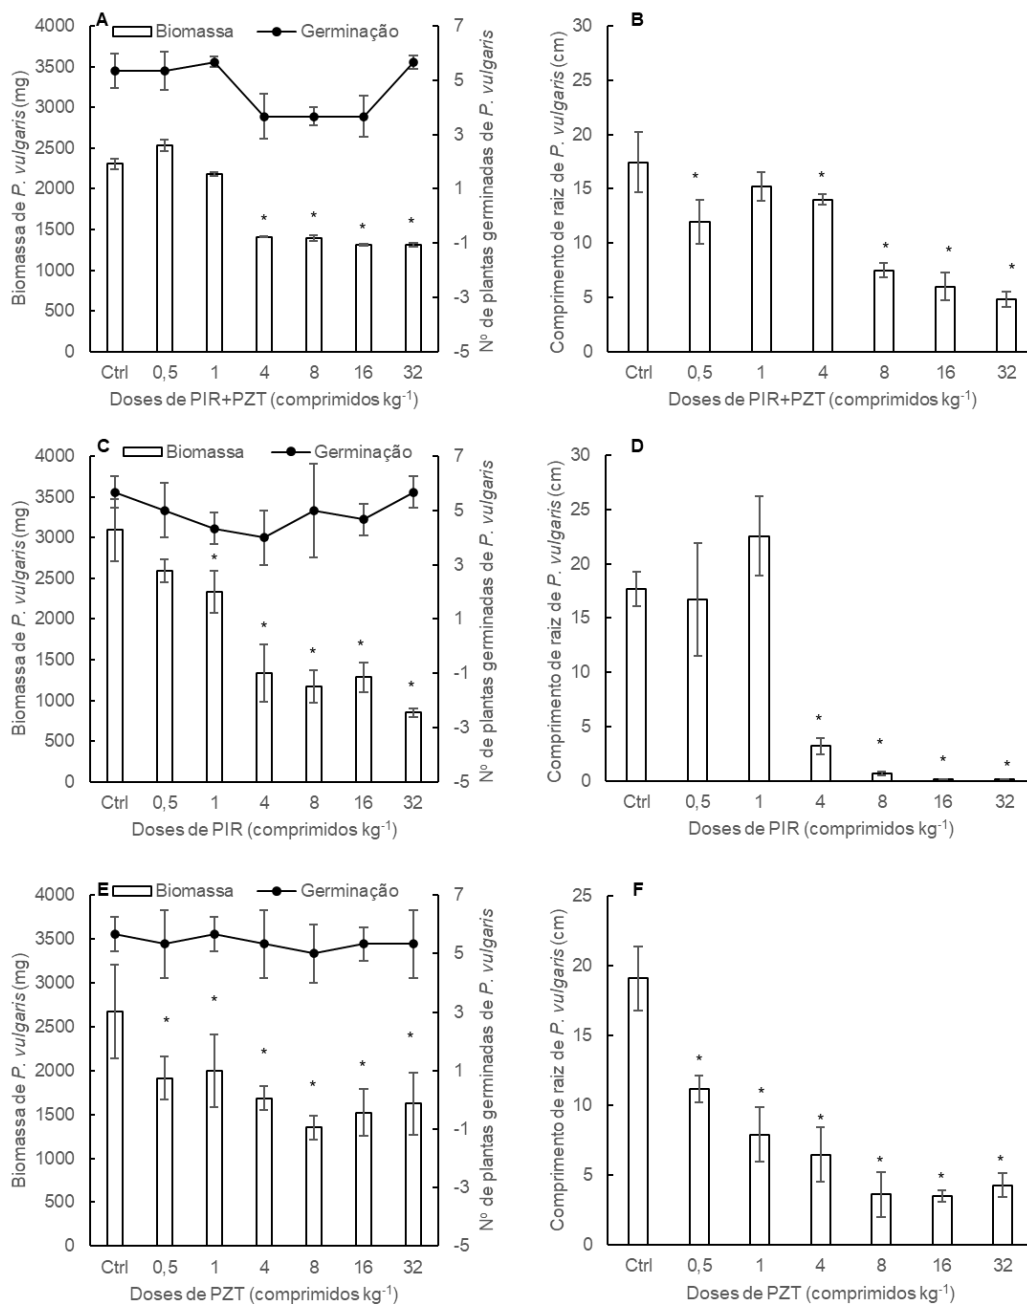 A
Biomassa
Germinação
4000
3500
3000
2500
2000
1500
1000
500
0
7
5
3
1
-1
-3
-5
Biomassa de P. vulgaris (mg)
Nº de plantas germinadas de P. vulgaris
* * * *
Ctrl 0,5 1 4 8 16 32
Doses de PIR+PZT (comprimidos kg-1)
B
30
25
20
15
10
5
0
Comprimento de raiz de P. vulgaris (cm)
* * * * *
Ctrl 0,5 1 4 8 16 32
Doses de PIR+PZT (comprimidos kg-1)
C
Biomassa
Germinação
4000
3500
3000
2500
2000
1500
1000
500
0
7
5
3
1
-1
-3
-5
Biomassa de P. vulgaris (mg)
Nº de plantas germinadas de P. vulgaris
* * * * *
Ctrl 0,5 1 4 8 16 32
Doses de PIR (comprimidos kg-1)
D
30
25
20
15
10
5
0
Comprimento de raiz de P. vulgaris (cm)
* * * *
Ctrl 0,5 1 4 8 16 32
Doses de PIR (comprimidos kg-1)
E
Biomassa
Germinação
4000
3500
3000
2500
2000
1500
1000
500
0
7
5
3
1
-1
-3
-5
Biomassa de P. vulgaris (mg)
Nº de plantas germinadas de P. vulgaris
* * * * * *
Ctrl 0,5 1 4 8 16 32
Doses de PZT (comprimidos kg-1)
F
25
20
15
10
5
0
Comprimento de raiz de P. vulgaris (cm)
* * * * * *
Ctrl 0,5 1 4 8 16 32
Doses de PZT (comprimidos kg-1)